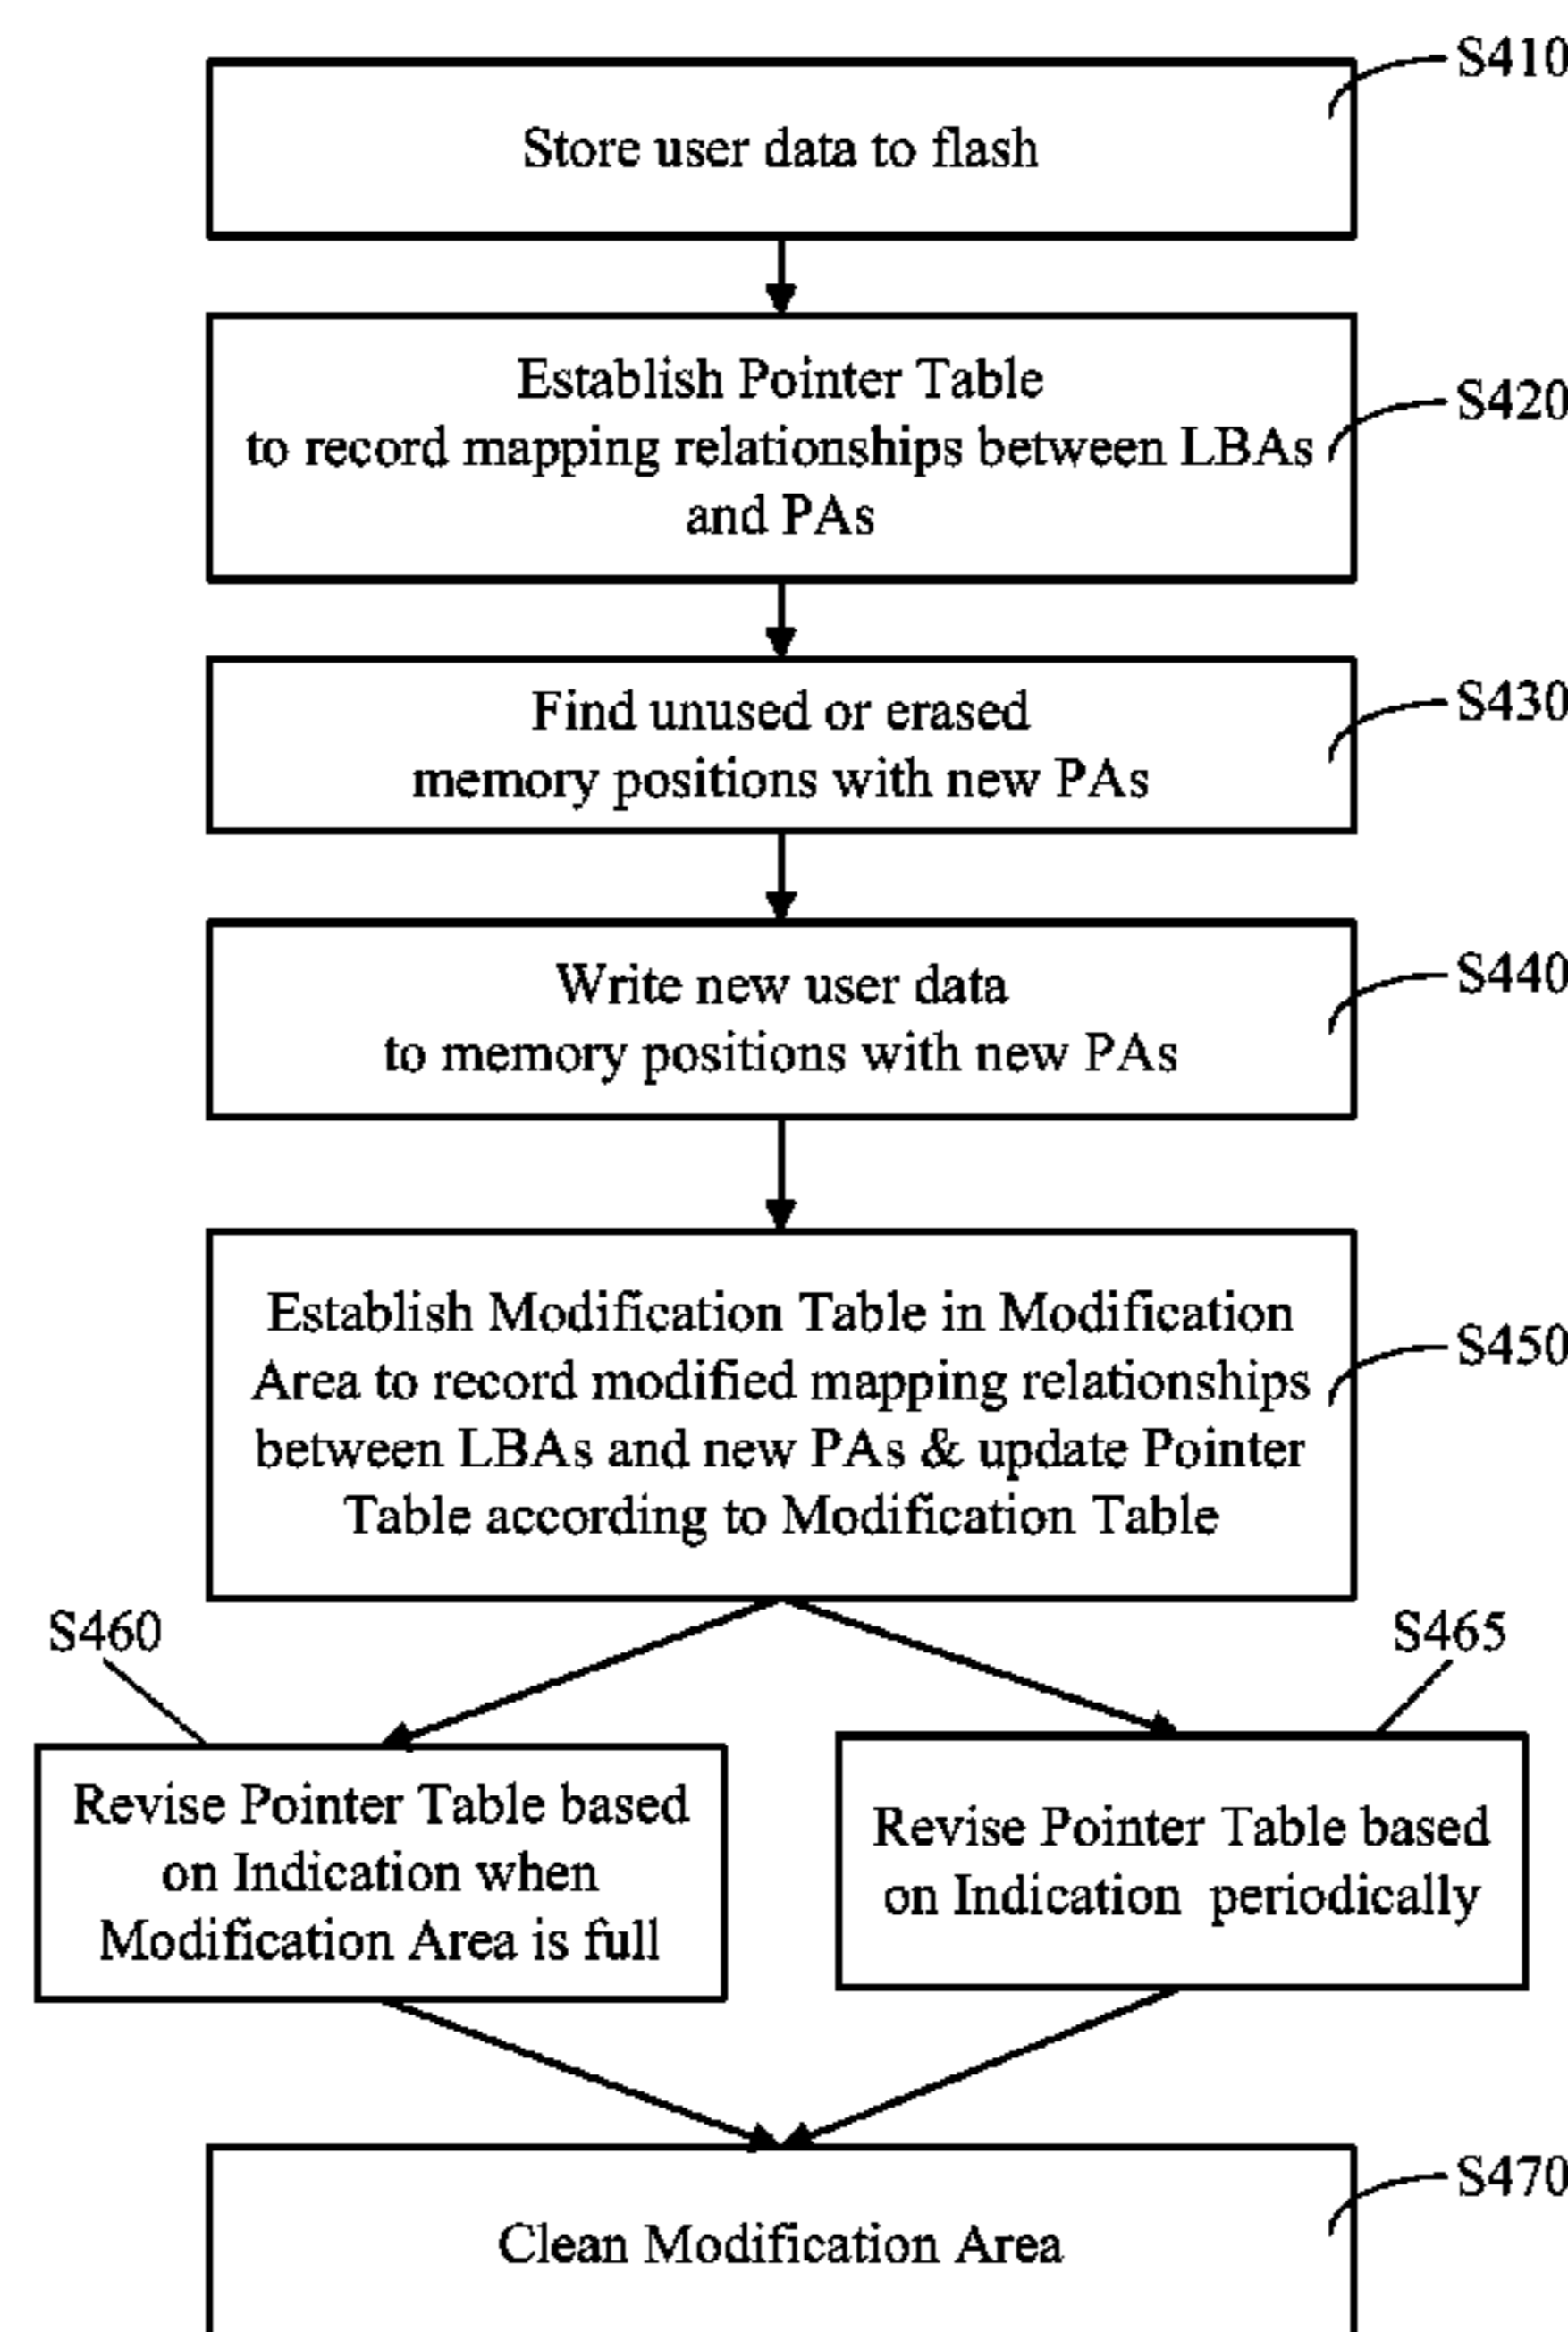 S410
Store user data to flash
Establish Pointer Table
S420
to record mapping relationships between LBAs
and PAs
Find unused or erased
S430
memory positions with new PAs
Write new user data
S440
to memory positions with new PAs
Establish Modification Table in Modification
S450
Area to record modified mapping relationships
between LBAs and new PAs & update Pointer
Table according to Modification Table
S460
S465
Revise Pointer Table based
on Indication when
Modification Area is full
Revise Pointer Table based
on Indication periodically
S470
Clean Modification Area